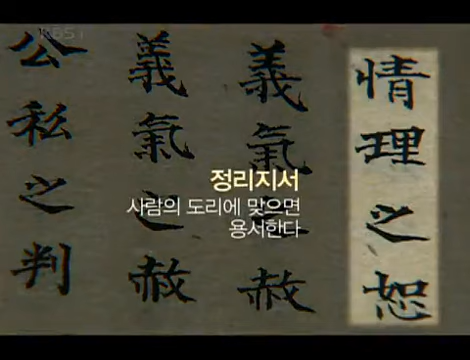 KBS1
情理之恕
義氣之赦
義氣之赦
公私之判
정리지서
사람의 도리에 맞으면
용서한다